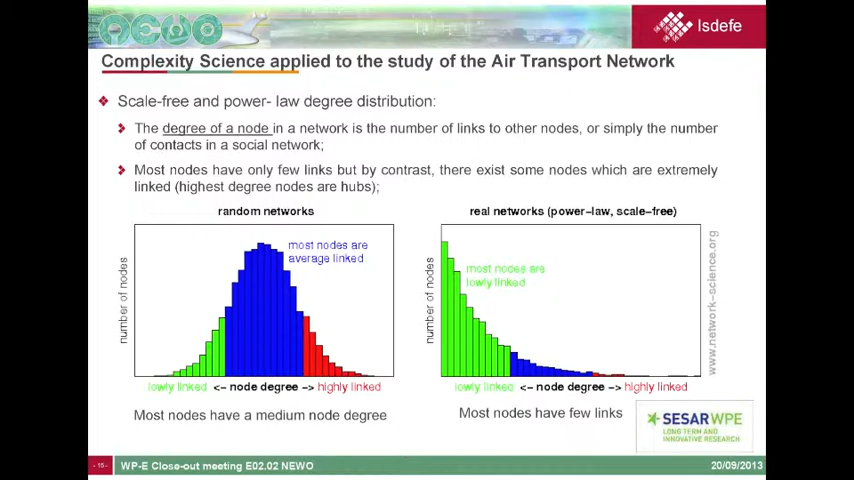 Isdefe
Complexity Science applied to the study of the Air Transport Network
Scale-free and power- law degree distribution:
The degree of a node in a network is the number of links to other nodes, or simply the number
of contacts in a social network;
Most nodes have only few links but by contrast, there exist some nodes which are extremely
linked (highest degree nodes are hubs);
random networks
real networks (power-law, scale-free)
most nodes are
average linked
most nodes are
lowly linked
number of nodes
number of nodes
www.network-science.org
lowly linked <- node degree -> highly linked
lowly linked <- node degree -> highly linked
Most nodes have a medium node degree
Most nodes have few links
SESAR WPE
LONG TERM AND
INNOVATIVE RESEARCH
- 15 -
WP-E Close-out meeting E02.02 NEWO
20/09/2013